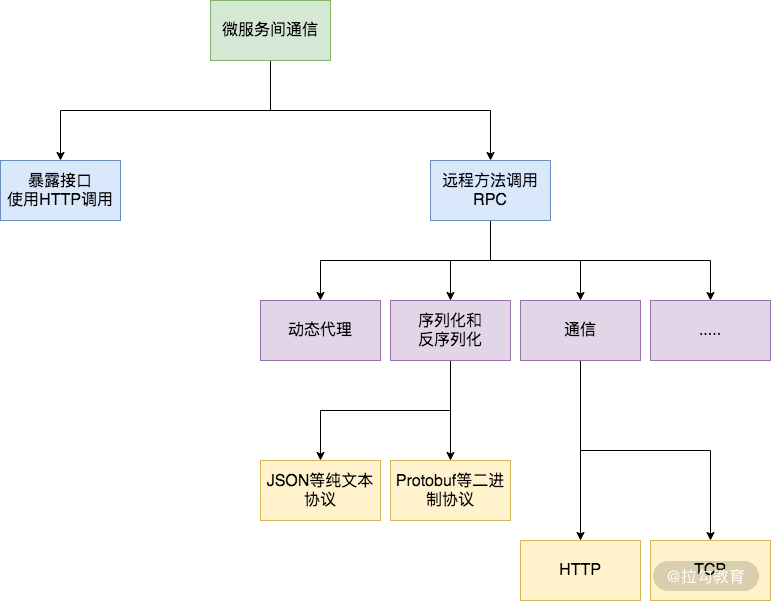 微服务间通信
暴露接口
使用HTTP调用
远程方法调用
RPC
动态代理
序列化和
反序列化
通信
.....
JSON等纯文本
协议
Protobuf等二进
制协议
HTTP
TCP
@拉勾教育